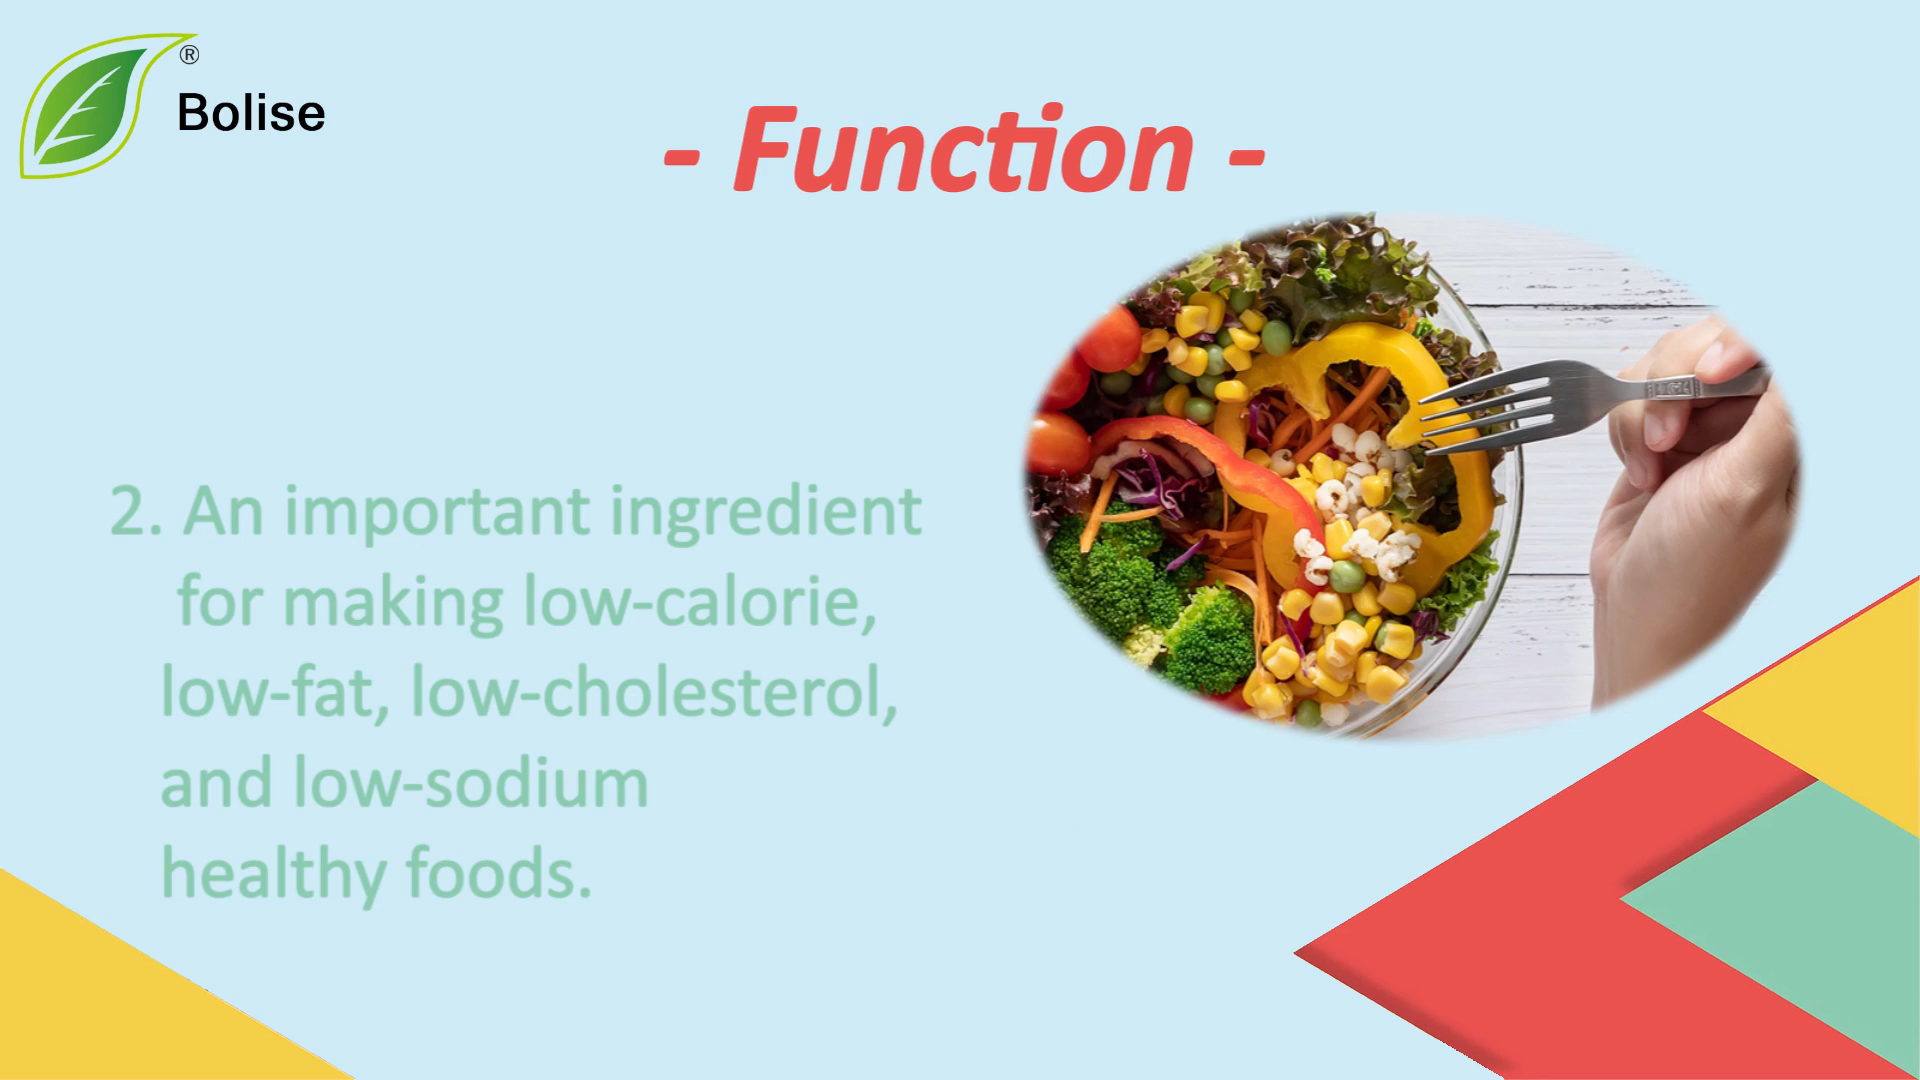 ®
Bolise
- Function -
2. An important ingredient
for making low-calorie,
low-fat, low-cholesterol,
and low-sodium
healthy foods.